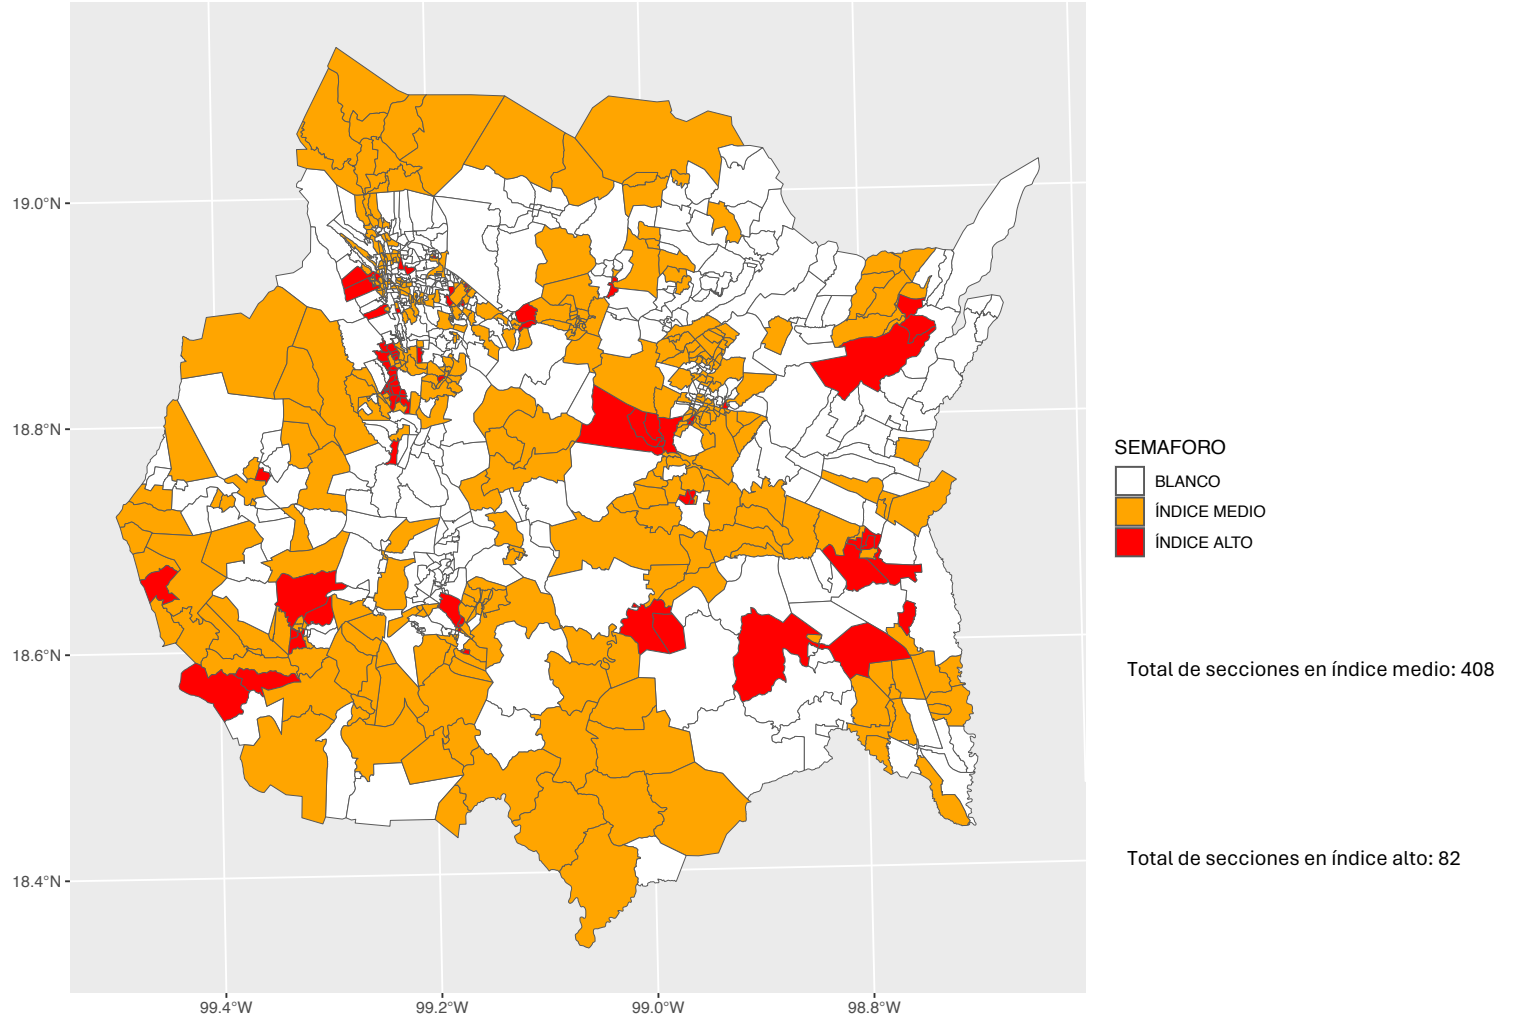 19.0°N
18.8°N
18.6°N
18.4°N
99.4°W
99.2°W
99.0°W
98.8°W
SEMAFORO
BLANCO
ÍNDICE MEDIO
ÍNDICE ALTO
Total de secciones en índice medio: 408
Total de secciones en índice alto: 82